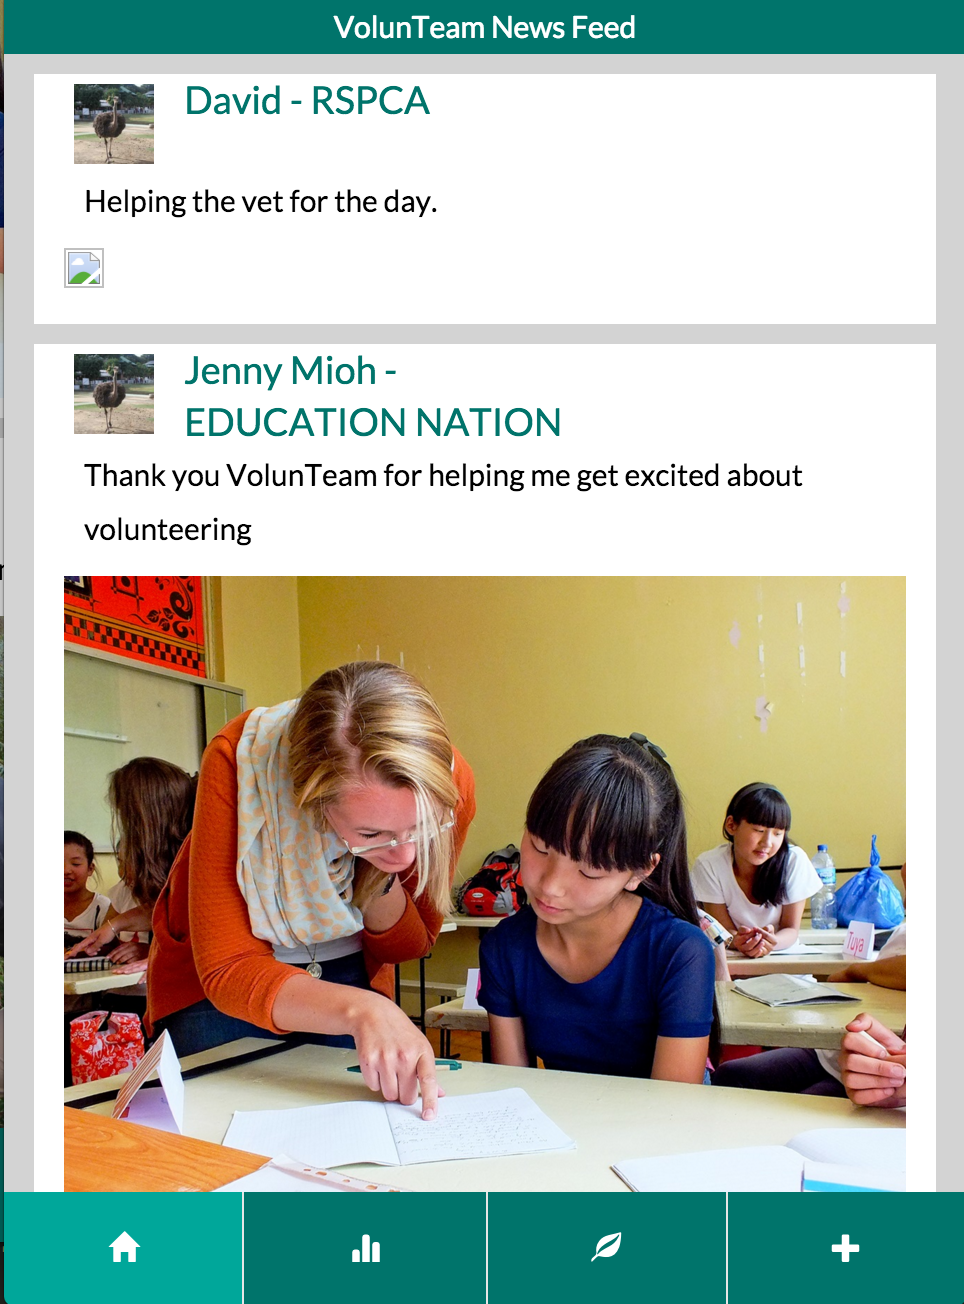 VolunTeam News Feed
David - RSPCA
Helping the vet for the day.
Jenny Mioh -
EDUCATION NATION
Thank you VolunTeam for helping me get excited about
volunteering
Tuya